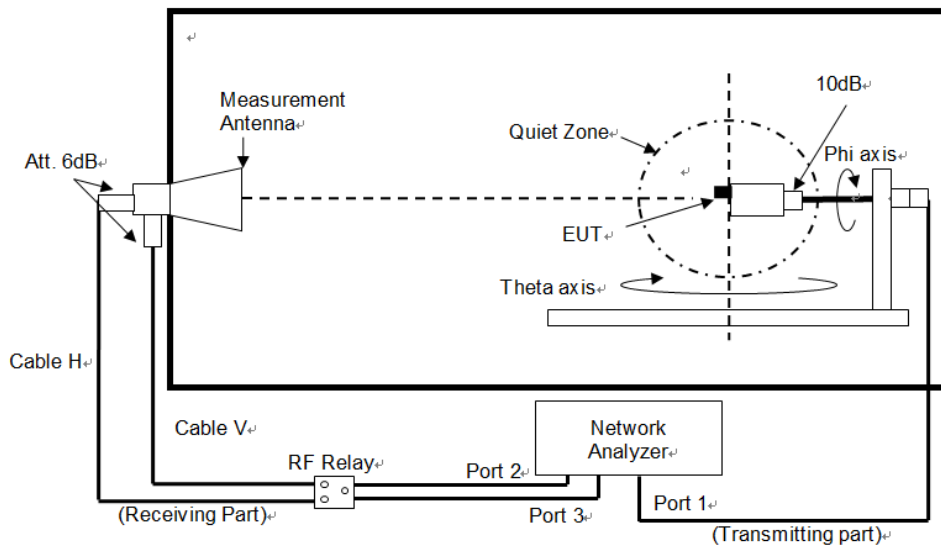 Measurement
Antenna
Att. 6dB
10dB
Quiet Zone
Phi axis
EUT
Theta axis
Cable H
Cable V
Network
Analyzer
RF Relay
Port 2
Port 1
(Receiving Part)
Port 3
(Transmitting part)